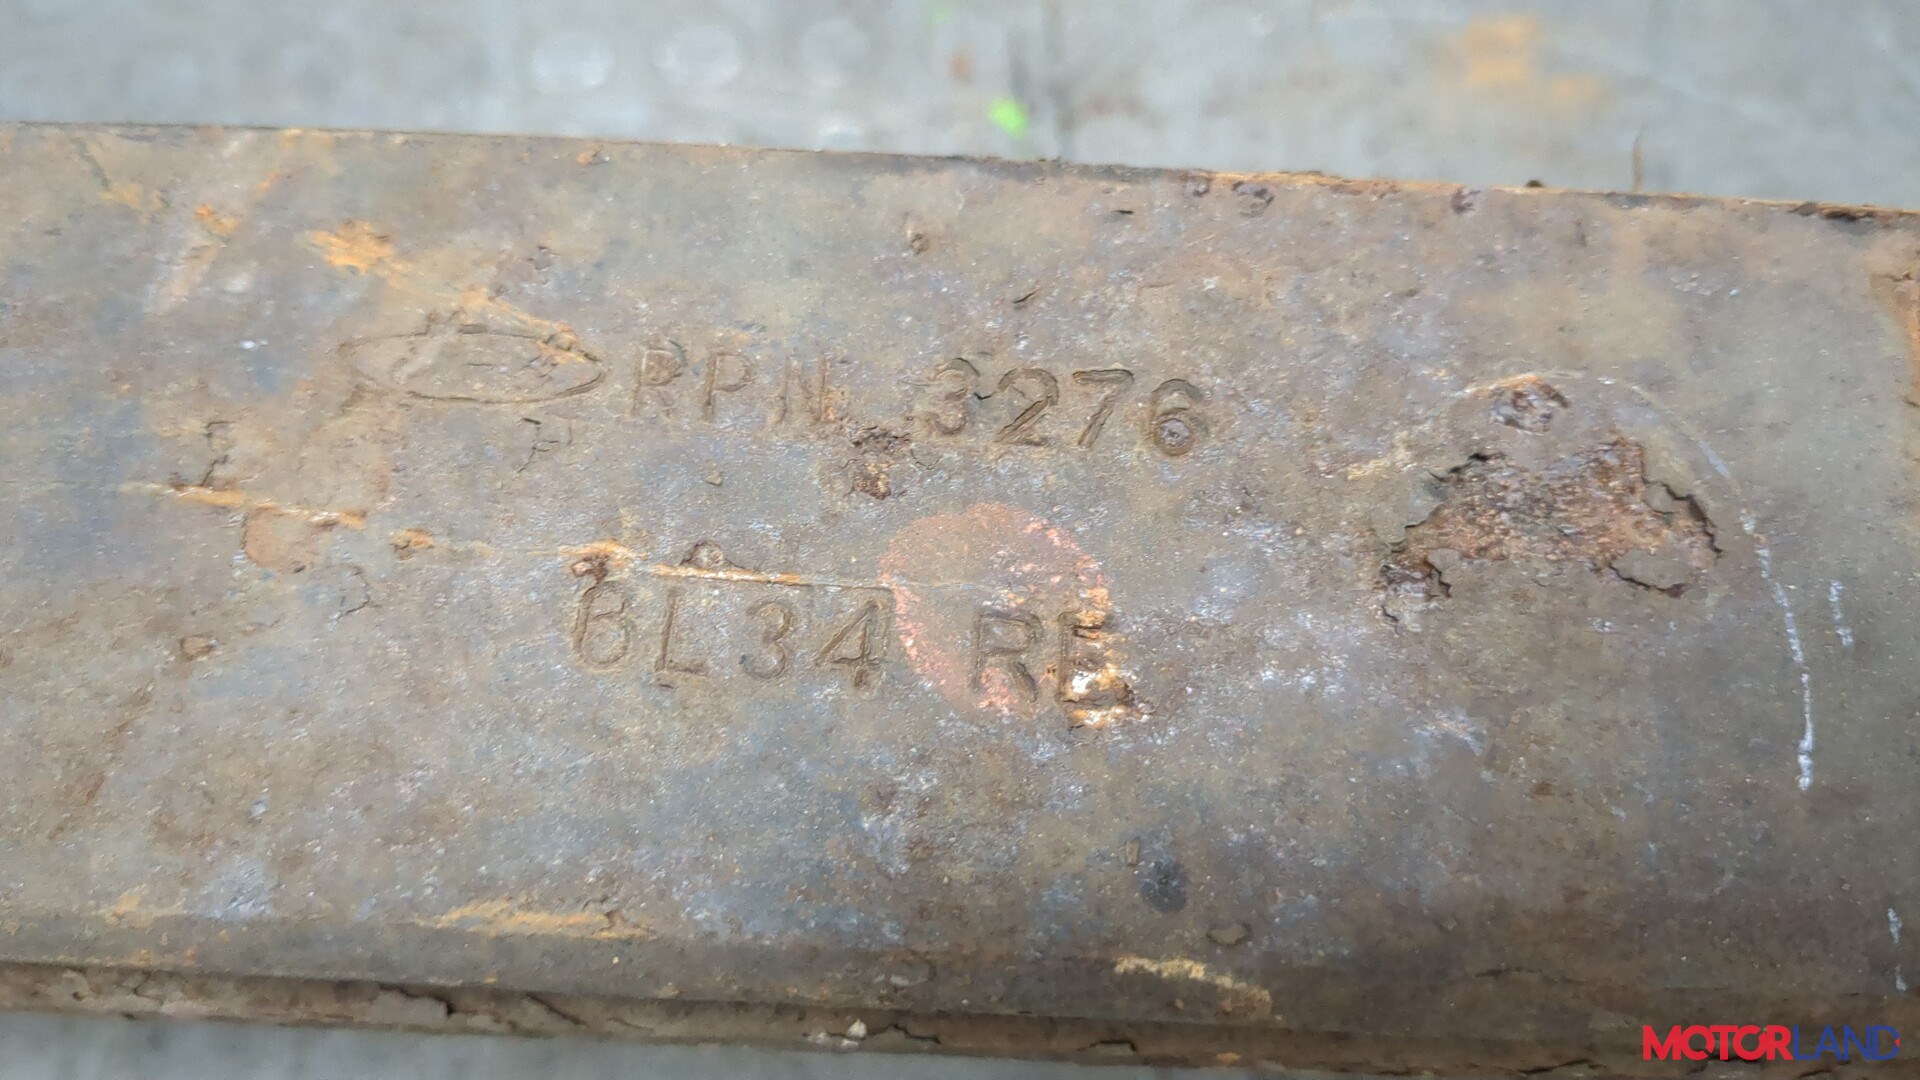 RPN 3276
6L34 RE
MOTORLAND